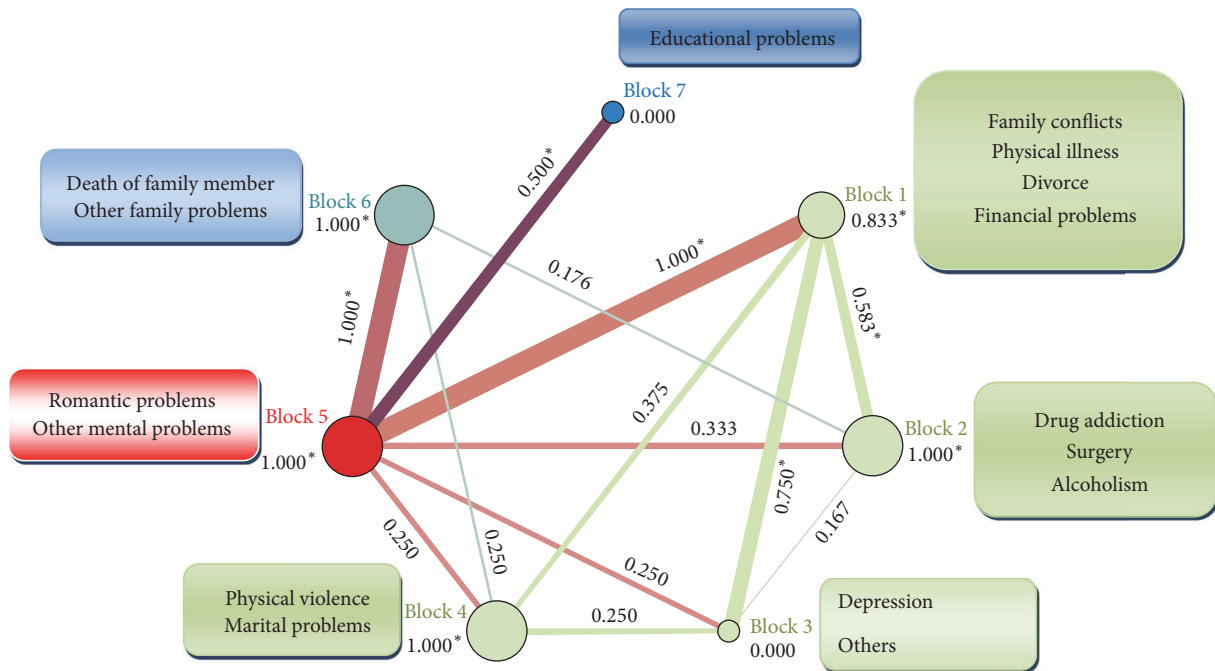 Educational problems
Block 7
0.000
Family conflicts
Physical illness
Divorce
Financial problems
Block 1
0.833*
Death of family member
Other family problems
Block 6
1.000*
0.500*
1.000*
0.176
0.583*
1.000*
0.375
Romantic problems
Other mental problems
Block 5
1.000*
0.333
Block 2
1.000*
Drug addiction
Surgery
Alcoholism
0.750*
0.167
0.250
0.250
0.250
Physical violence
Marital problems
Block 4
1.000*
0.250
Block 3
0.000
Depression
Others